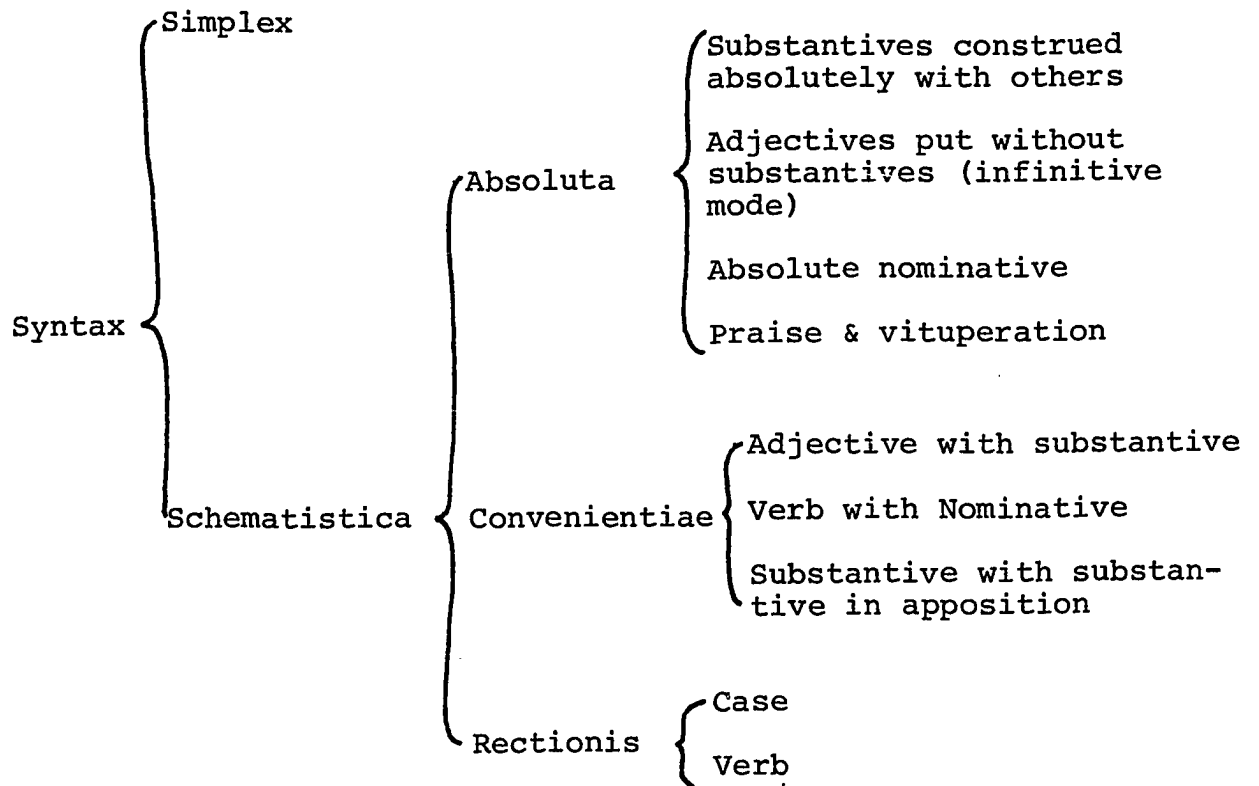 Simplex
Substantives construed
absolutely with others
Adjectives put without
substantives (infinitive
mode)
Absoluta
Absolute nominative
Syntax
Praise & vituperation
Adjective with substantive
Schematistica
Convenientiae
Verb with Nominative
Substantive with substan-
tive in apposition
Case
Rectionis
Verb